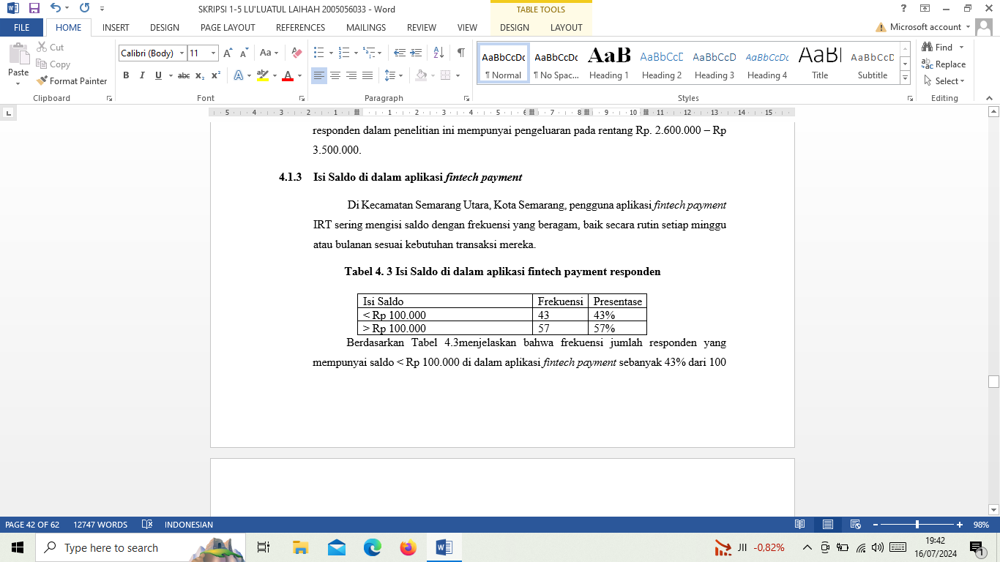 SKRIPSI 1-5 LU'LUATUL LAIHAH 2005056033 - Word
TABLE TOOLS
FILE HOME INSERT DESIGN PAGE LAYOUT REFERENCES MAILINGS REVIEW VIEW DESIGN LAYOUT Microsoft account
Paste
Cut
Copy
Format Painter
Clipboard
Calibri (Body) 11
Font
Paragraph
AaBbCcDc AaBbCcDc AaB AaBbCcD AaBbCcD AaBbCcDc AaBl AaBbCcD
¶ Normal ¶ No Spac... Heading 1 Heading 2 Heading 3 Heading 4 Title Subtitle
Styles
Find
Replace
Select
Editing
5 4 3 2 1 1 2 3 4 5 6 7 8 9 10 11 12 13 14 15
responden dalam penelitian ini mempunyai pengeluaran pada rentang Rp. 2.600.000 – Rp
3.500.000.
4.1.3 Isi Saldo di dalam aplikasi fintech payment
Di Kecamatan Semarang Utara, Kota Semarang, pengguna aplikasi fintech payment
IRT sering mengisi saldo dengan frekuensi yang beragam, baik secara rutin setiap minggu
atau bulanan sesuai kebutuhan transaksi mereka.
Tabel 4. 3 Isi Saldo di dalam aplikasi fintech payment responden
Isi Saldo Frekuensi Presentase
< Rp 100.000 43 43%
> Rp 100.000 57 57%
Berdasarkan Tabel 4.3menjelaskan bahwa frekuensi jumlah responden yang
mempunyai saldo < Rp 100.000 di dalam aplikasi fintech payment sebanyak 43% dari 100
PAGE 42 OF 62 12747 WORDS INDONESIAN 98%
Type here to search
JII -0,82%
19:42
16/07/2024
1